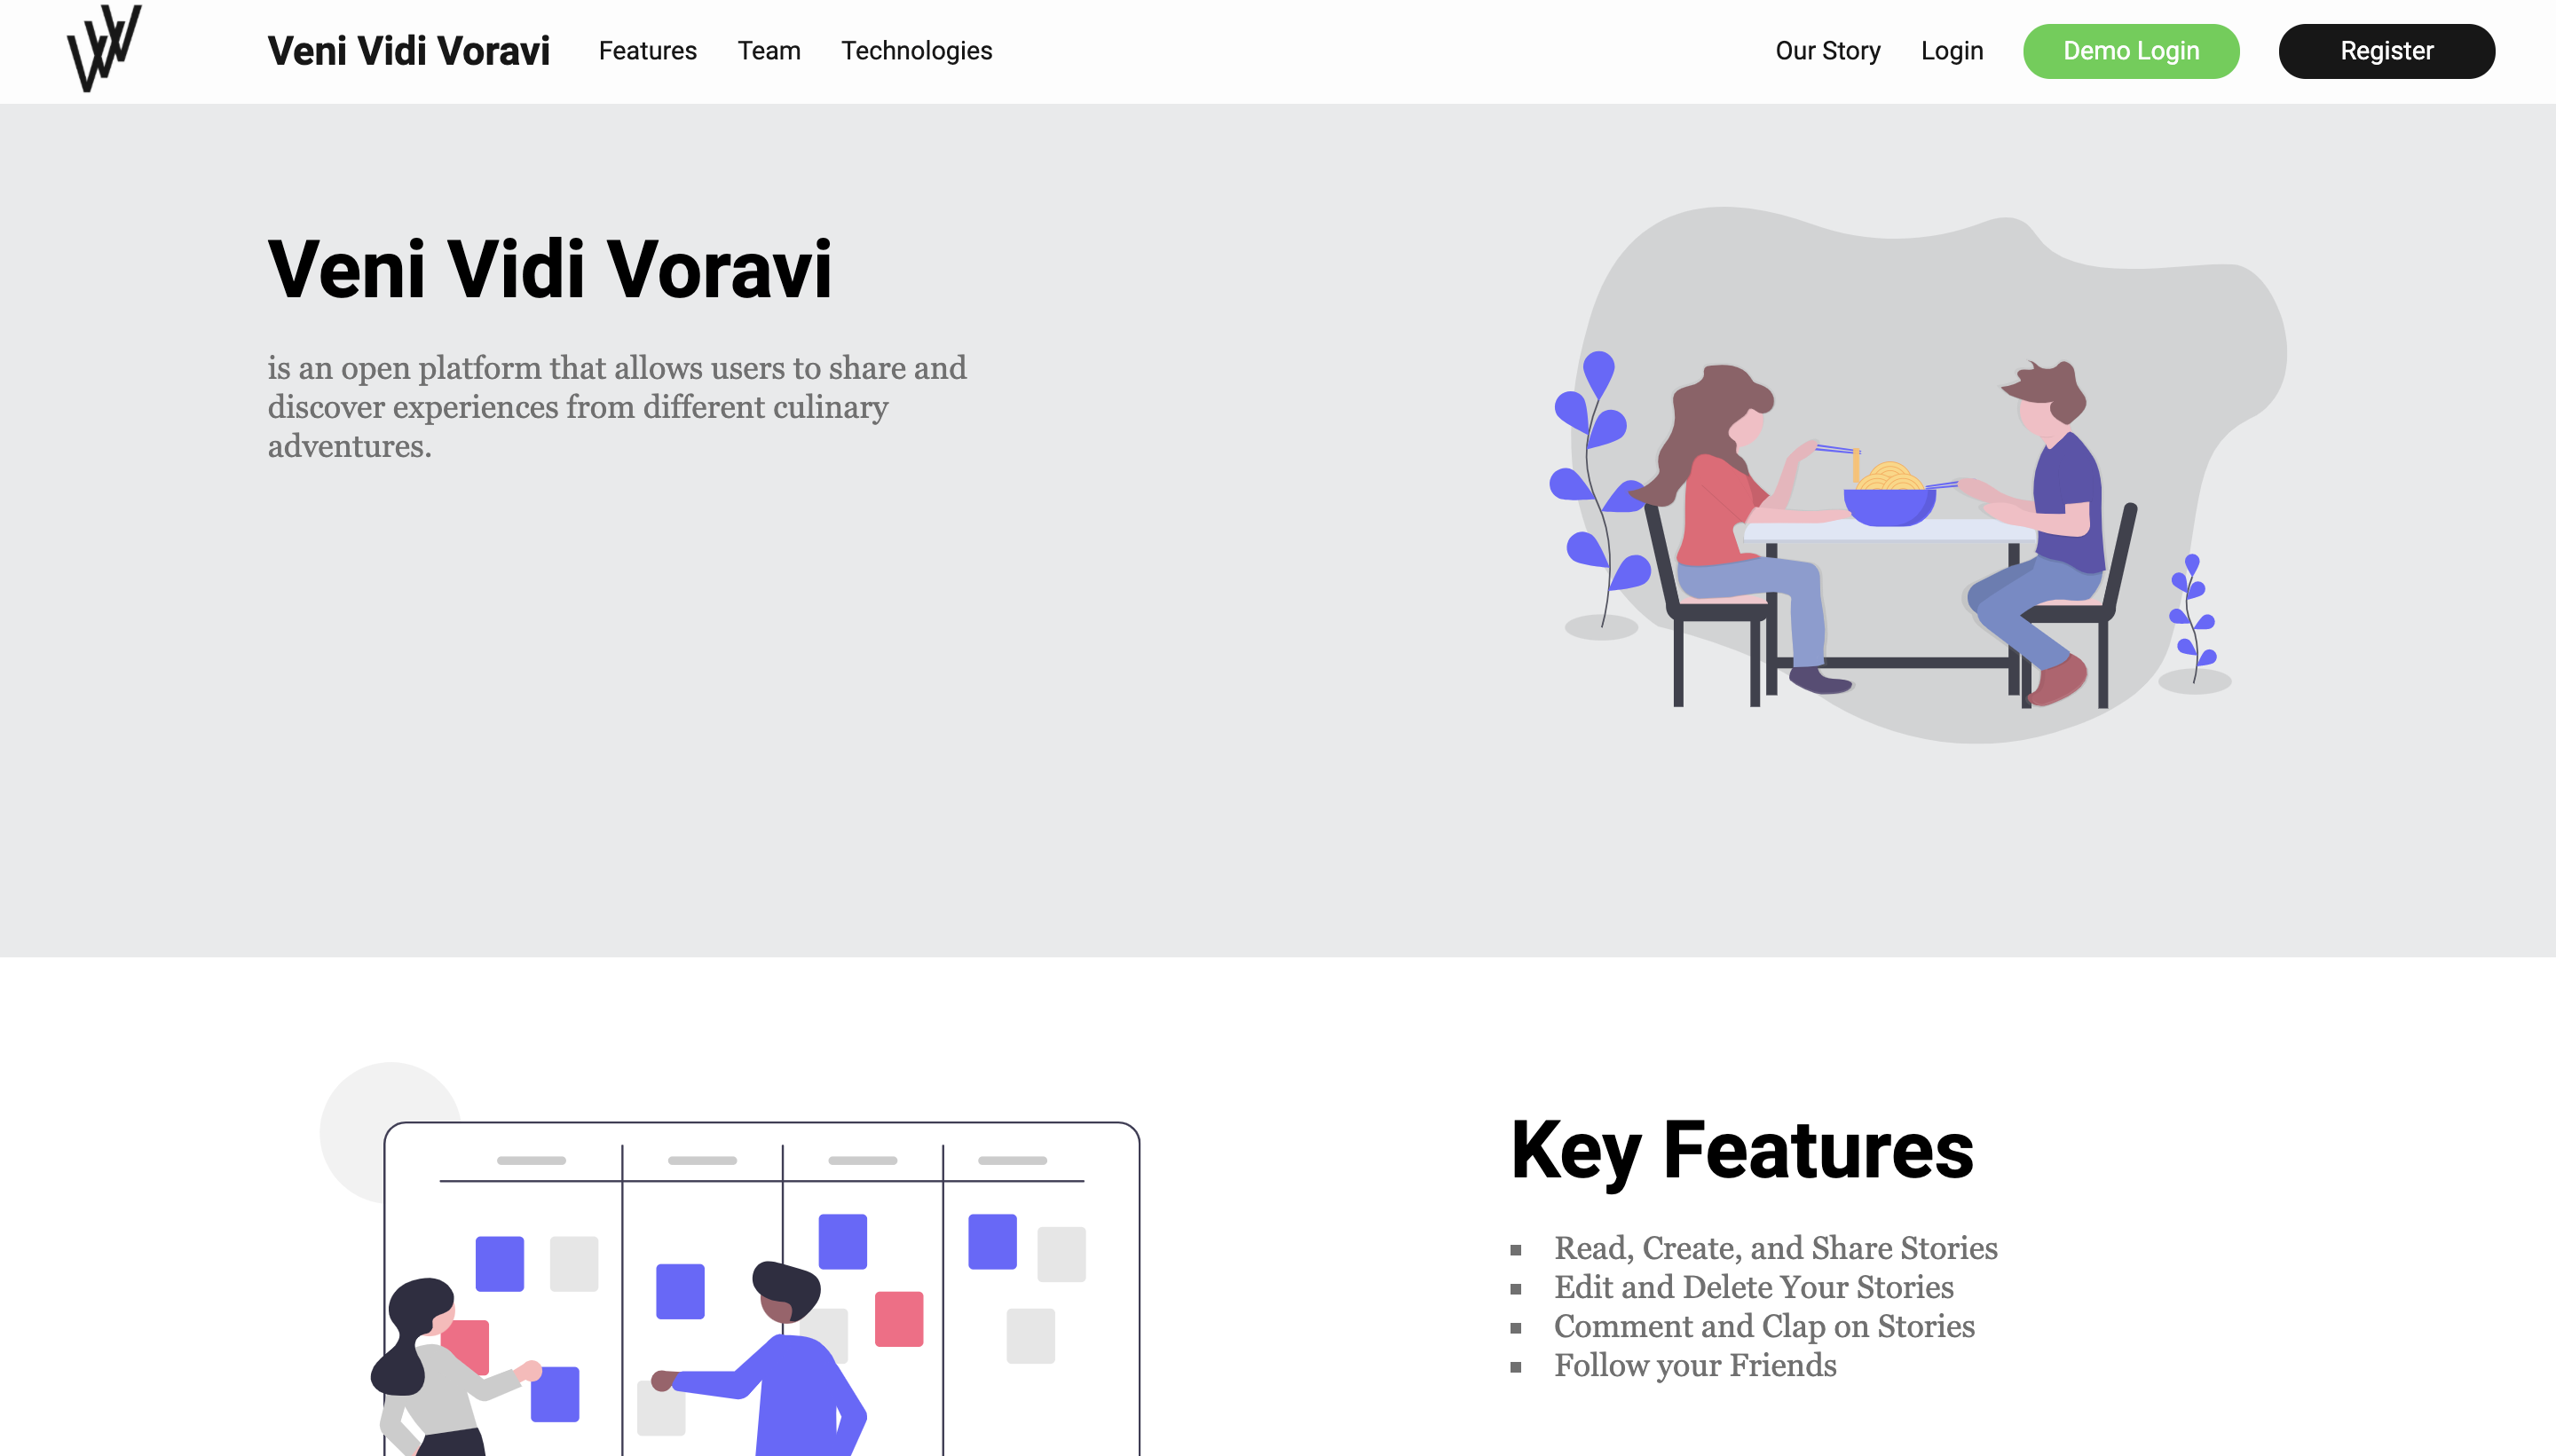 VVV
Veni Vidi Voravi
Features
Team
Technologies
Our Story
Login
Demo Login
Register
Veni Vidi Voravi
is an open platform that allows users to share and
discover experiences from different culinary
adventures.
Key Features
Read, Create, and Share Stories
Edit and Delete Your Stories
Comment and Clap on Stories
Follow your Friends